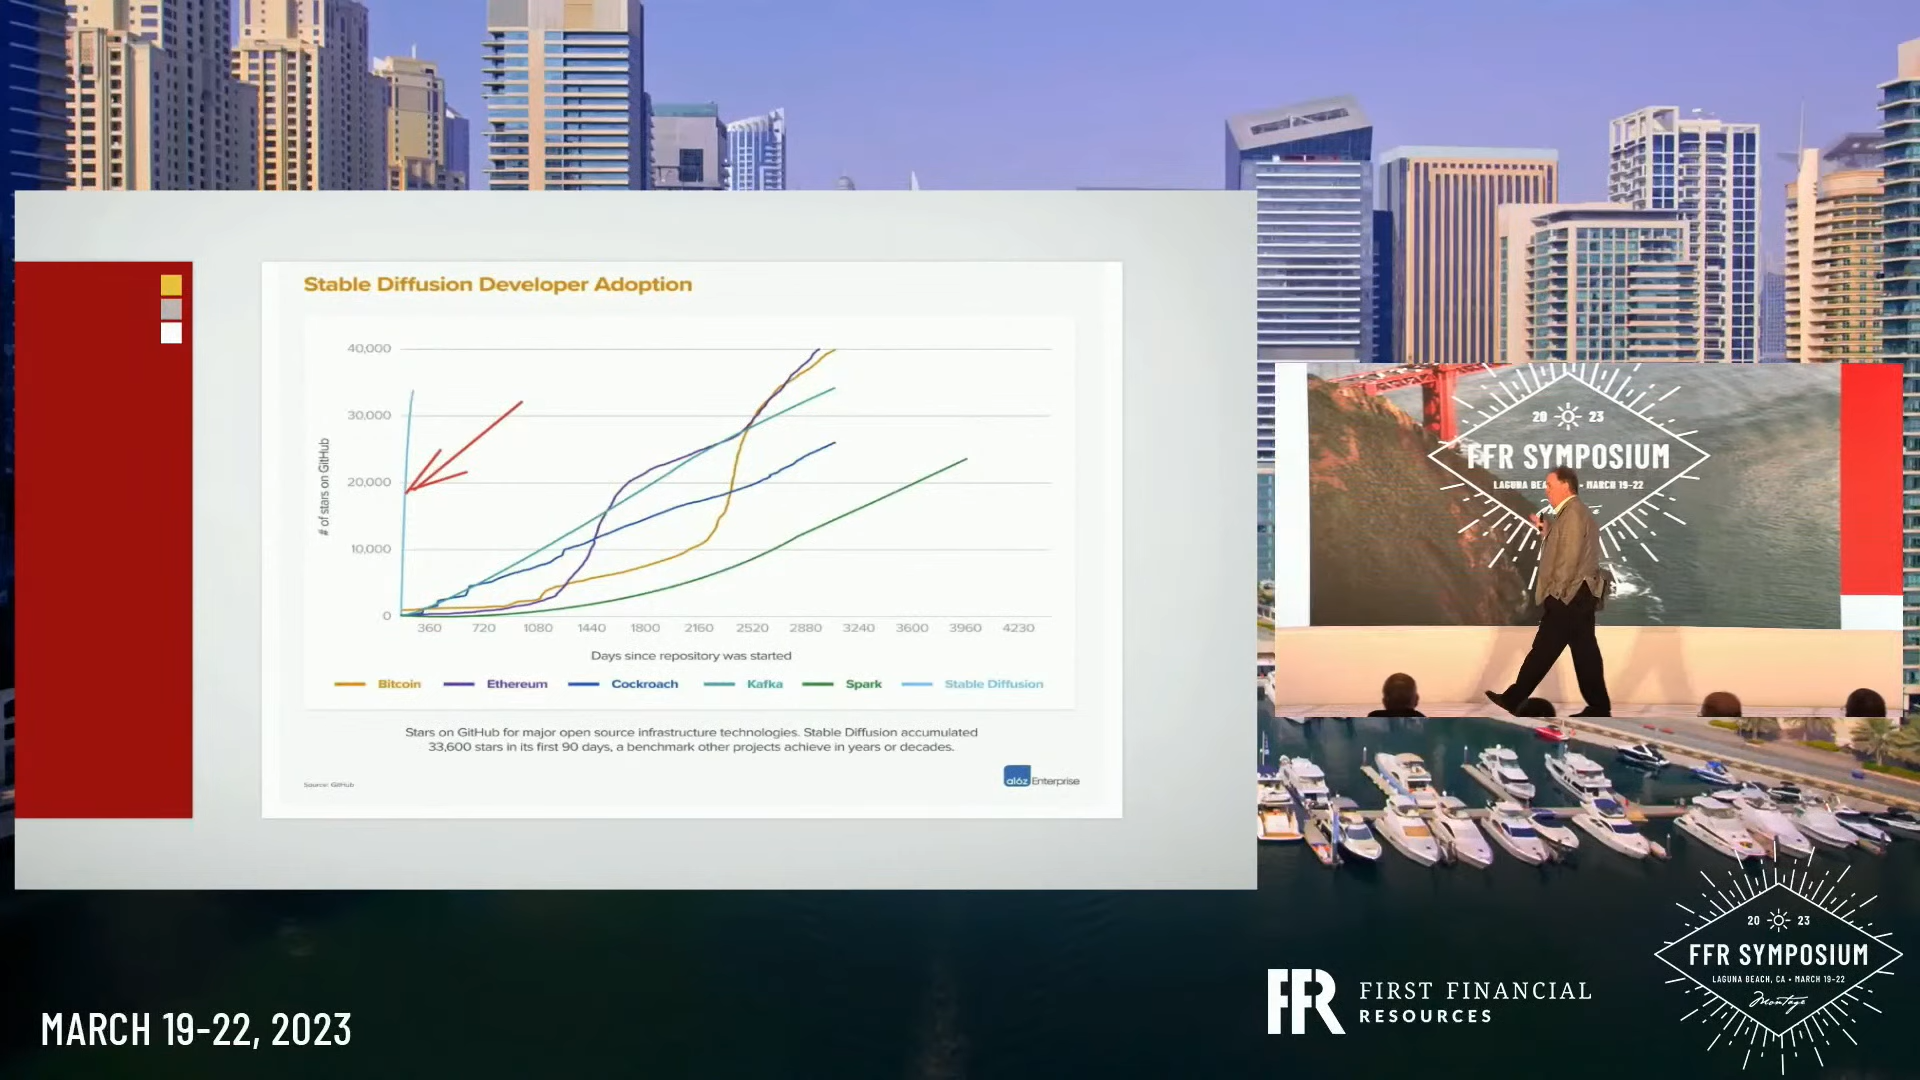 Stable Diffusion Developer Adoption
40,000
30,000
20,000
10,000
0
# of stars on GitHub
360 720 1080 1440 1800 2160 2520 2880 3240 3600 3960 4230
Days since repository was started
Bitcoin Ethereum Cockroach Kafka Spark Stable Diffusion
Stars on GitHub for major open source infrastructure technologies. Stable Diffusion accumulated
33,600 stars in its first 90 days, a benchmark other projects achieve in years or decades.
Source: GitHub
a16z Enterprise
20 23
FFR SYMPOSIUM
LAGUNA BEA • MARCH 19-22
MARCH 19-22, 2023
FFR FIRST FINANCIAL
RESOURCES
20 23
FFR SYMPOSIUM
LAGUNA BEACH, CA • MARCH 19-22
Montage